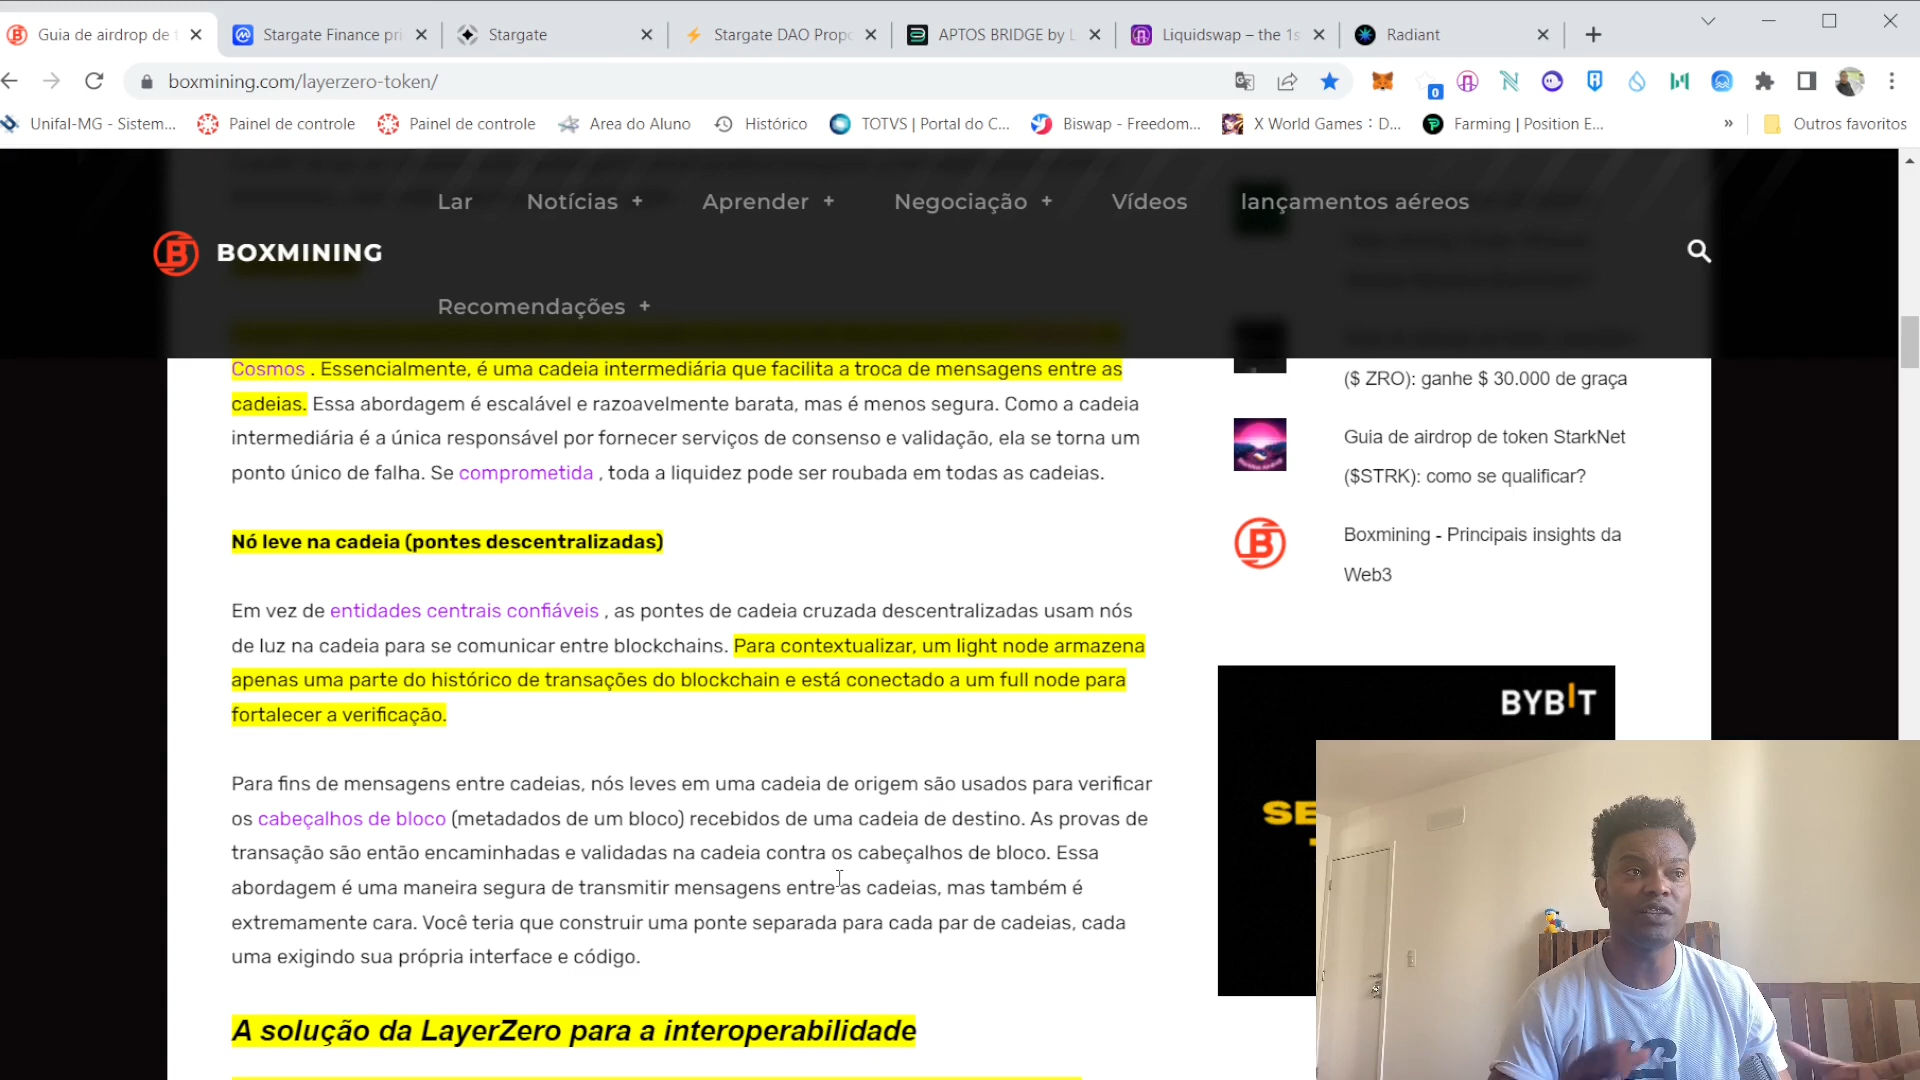 Guia de airdrop de
Stargate Finance pri
Stargate
Stargate DAO Propo
APTOS BRIDGE by L
Liquidswap – the 1s
Radiant
boxmining.com/layerzero-token/
0
Unifal-MG - Sistem...
Painel de controle
Painel de controle
Area do Aluno
Histórico
TOTVS | Portal do C...
Biswap - Freedom...
X World Games : D...
Farming | Position E...
»
Outros favoritos
Lar
Notícias +
Aprender +
Negociação +
Vídeos
lançamentos aéreos
BOXMINING
Recomendações +
Cosmos . Essencialmente, é uma cadeia intermediária que facilita a troca de mensagens entre as
cadeias. Essa abordagem é escalável e razoavelmente barata, mas é menos segura. Como a cadeia
intermediária é a única responsável por fornecer serviços de consenso e validação, ela se torna um
ponto único de falha. Se comprometida , toda a liquidez pode ser roubada em todas as cadeias.
Nó leve na cadeia (pontes descentralizadas)
Em vez de entidades centrais confiáveis , as pontes de cadeia cruzada descentralizadas usam nós
de luz na cadeia para se comunicar entre blockchains. Para contextualizar, um light node armazena
apenas uma parte do histórico de transações do blockchain e está conectado a um full node para
fortalecer a verificação.
Para fins de mensagens entre cadeias, nós leves em uma cadeia de origem são usados para verificar
os cabeçalhos de bloco (metadados de um bloco) recebidos de uma cadeia de destino. As provas de
transação são então encaminhadas e validadas na cadeia contra os cabeçalhos de bloco. Essa
abordagem é uma maneira segura de transmitir mensagens entre as cadeias, mas também é
extremamente cara. Você teria que construir uma ponte separada para cada par de cadeias, cada
uma exigindo sua própria interface e código.
A solução da LayerZero para a interoperabilidade
($ ZRO): ganhe $ 30.000 de graça
Guia de airdrop de token StarkNet
($STRK): como se qualificar?
Boxmining - Principais insights da
Web3
BYBIT
SE